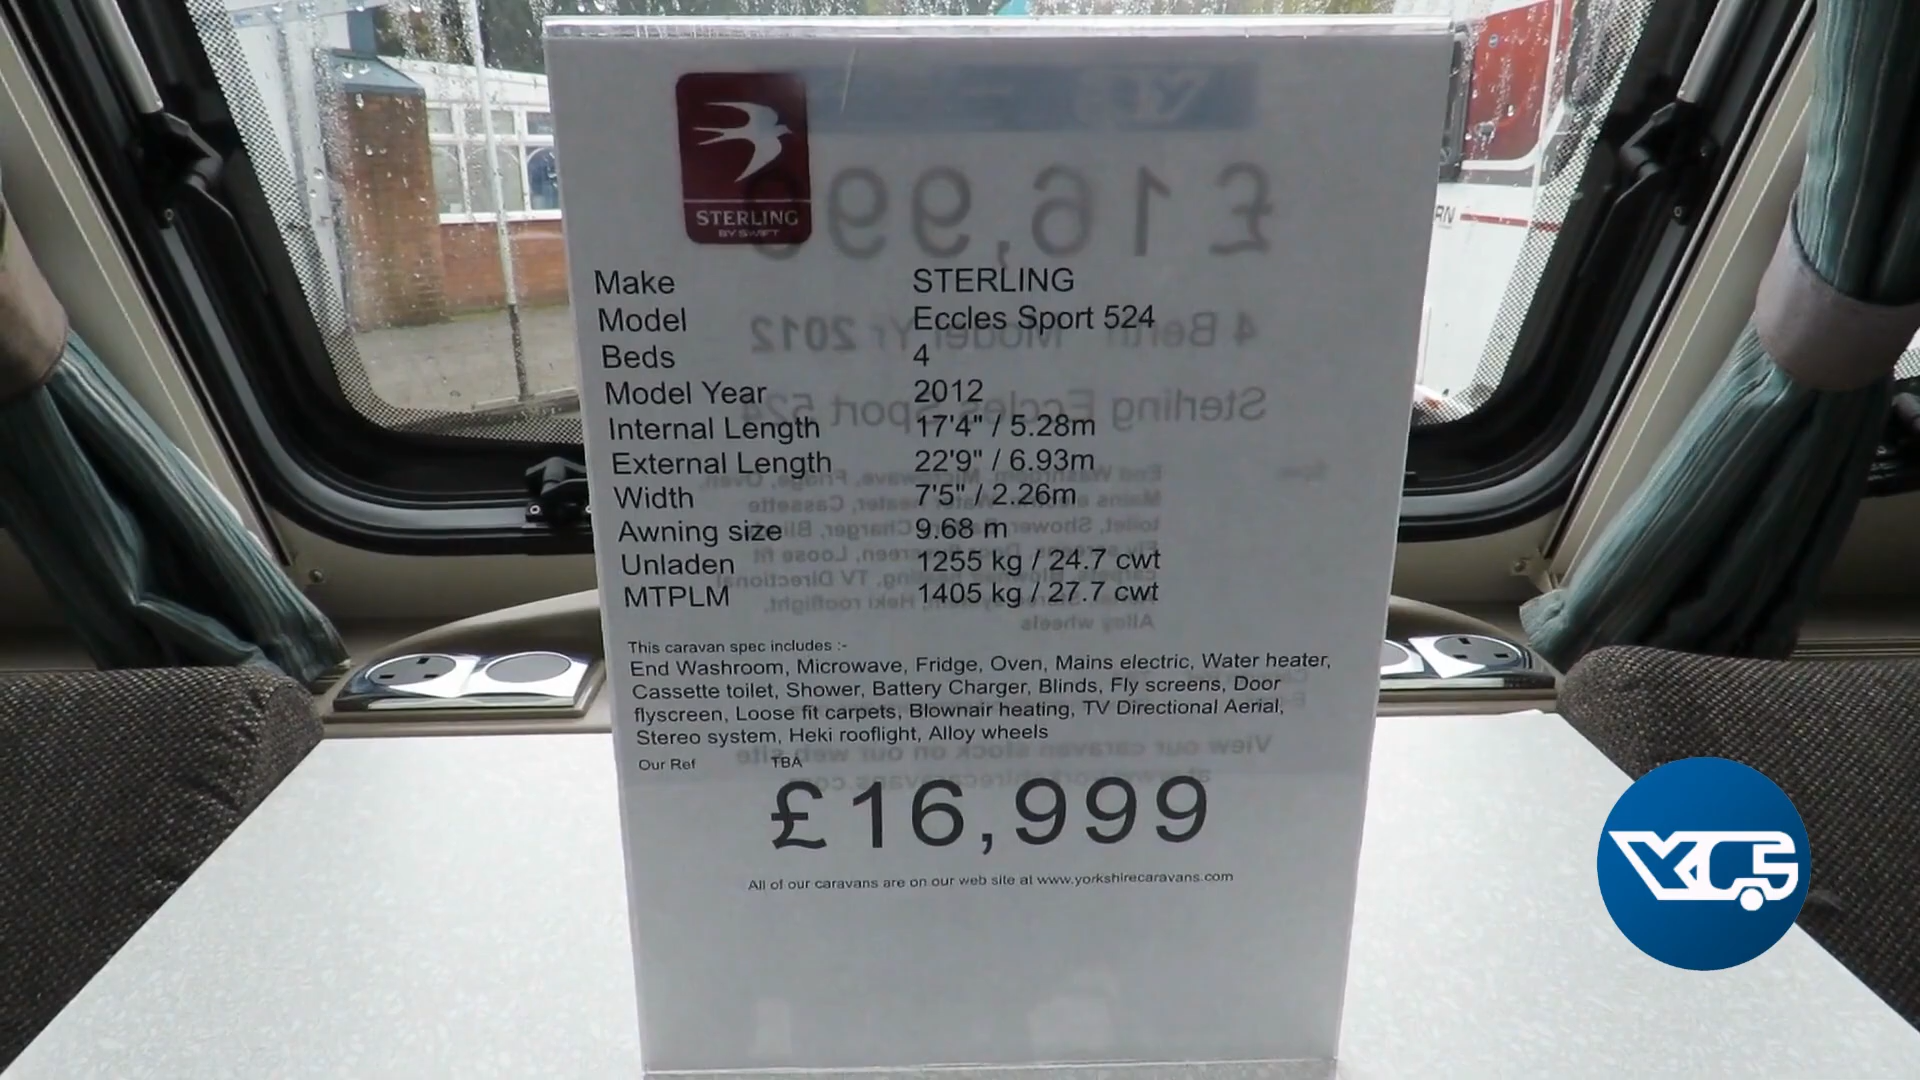 STERLING
BY SWIFT
Make STERLING
Model Eccles Sport 524
Beds 4
Model Year 2012
Internal Length 17'4" / 5.28m
External Length 22'9" / 6.93m
Width 7'5" / 2.26m
Awning size 9.68 m
Unladen 1255 kg / 24.7 cwt
MTPLM 1405 kg / 27.7 cwt
This caravan spec includes :-
End Washroom, Microwave, Fridge, Oven, Mains electric, Water heater,
Cassette toilet, Shower, Battery Charger, Blinds, Fly screens, Door
flyscreen, Loose fit carpets, Blownair heating, TV Directional Aerial,
Stereo system, Heki rooflight, Alloy wheels
Our Ref TBA
£16,999
All of our caravans are on our web site at www.yorkshirecaravans.com
YCS